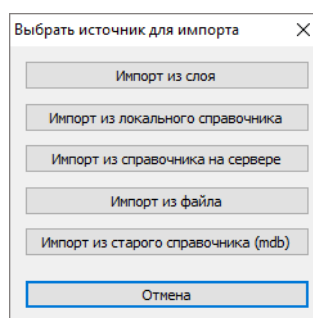 Выбрать источник для импорта
Импорт из слоя
Импорт из локального справочника
Импорт из справочника на сервере
Импорт из файла
Импорт из старого справочника (mdb)
Отмена